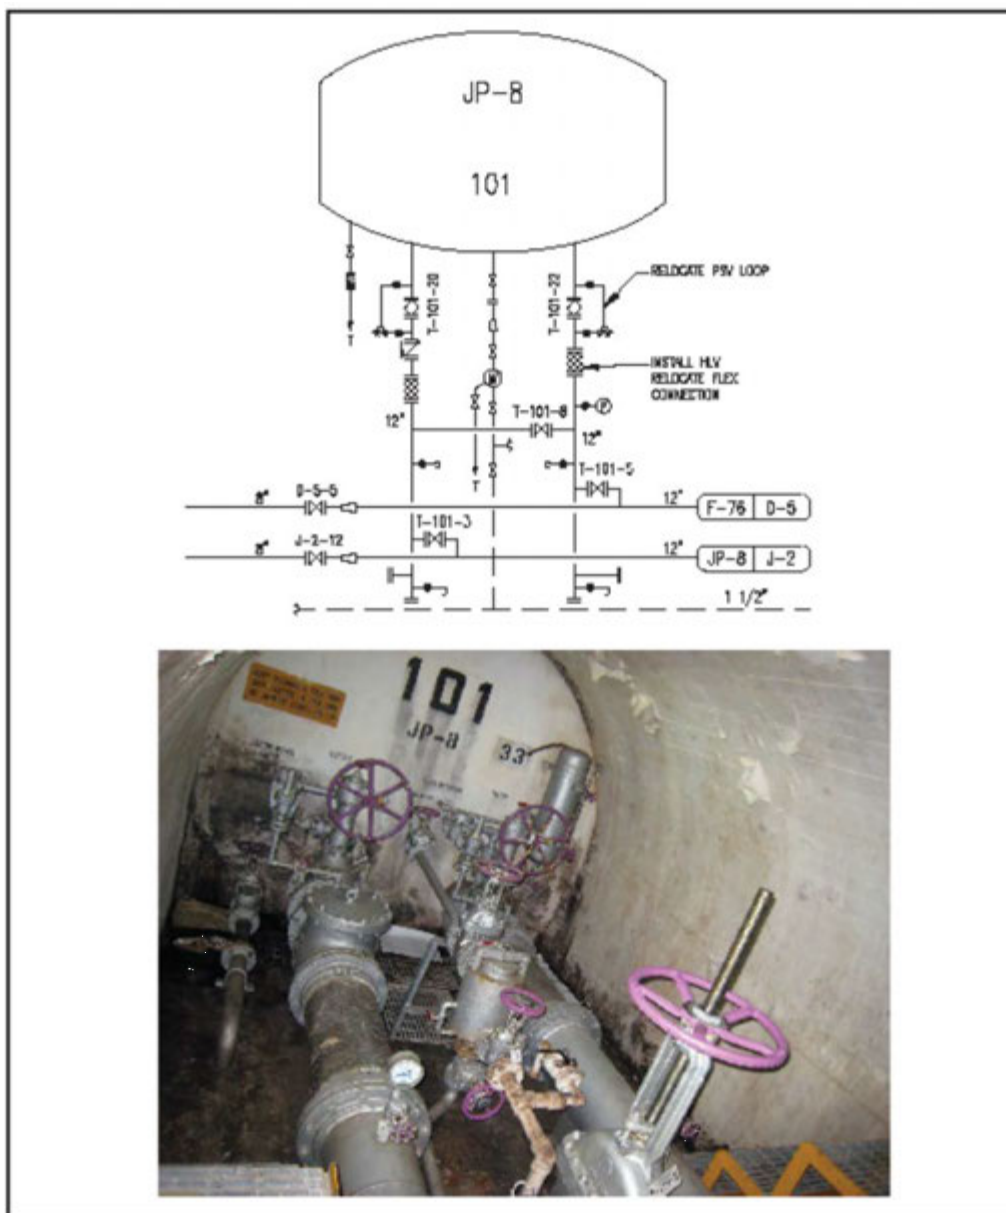 JP-8
101
T-101-20
T-101-22
RELOCATE PSV LOOP
INSTALL HLV
RELOCATE FLEX
CONNECTION
M
P
T-101-8
12"
12"
T
T
T-101-5
8"
D-5-5
12"
F-76 D-5
T-101-3
8"
J-2-12
12"
JP-8 J-2
1 1/2"
101
JP-8
33